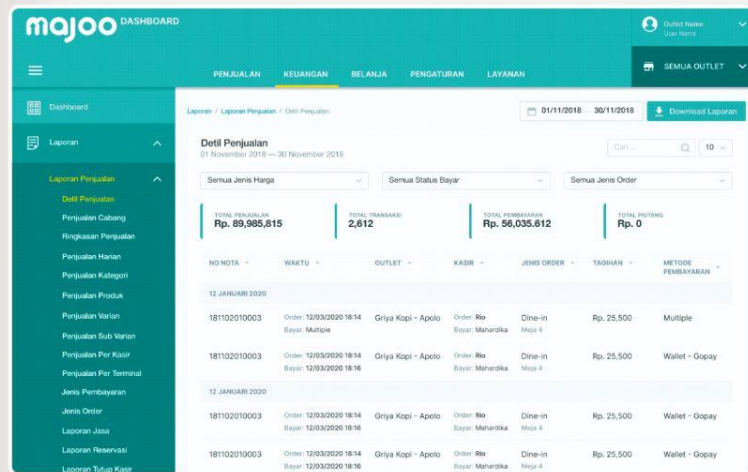 majoo DASHBOARD
Outlet Name
User Name
PENJUALAN KEUANGAN BELANJA PENGATURAN LAYANAN
SEMUA OUTLET
Dashboard
Laporan
Laporan Penjualan
Detil Penjualan
Penjualan Cabang
Ringkasan Penjualan
Penjualan Harian
Penjualan Kategori
Penjualan Produk
Penjualan Varian
Penjualan Sub Varian
Penjualan Per Kasir
Penjualan Per Terminal
Jenis Pembayaran
Jenis Order
Laporan Jasa
Laporan Reservasi
Laporan Tutup Kasir
Laporan / Laporan Penjualan / Detil Penjualan
01/11/2018 - 30/11/2018
Download Laporan
Detil Penjualan
01 November 2018 — 30 November 2018
Cari ...
10
Semua Jenis Harga Semua Status Bayar Semua Jenis Order
TOTAL PENJUALAN TOTAL TRANSAKSI TOTAL PEMBAYARAN TOTAL PIUTANG
Rp. 89,985,815 2,612 Rp. 56,035.612 Rp. 0
NO NOTA WAKTU OUTLET KASIR JENIS ORDER TAGIHAN METODE PEMBAYARAN
12 JANUARI 2020
181102010003 Order: 12/03/2020 18:14 Griya Kopi - Apolo Order: Rio Dine-in Rp. 25,500 Multiple
Bayar: Multiple Bayar: Mahardika Meja 4
181102010003 Order: 12/03/2020 18:14 Griya Kopi - Apolo Order: Rio Dine-in Rp. 25,500 Wallet - Gopay
Bayar: 12/03/2020 18:16 Bayar: Mahardika Meja 4
12 JANUARI 2020
181102010003 Order: 12/03/2020 18:14 Griya Kopi - Apolo Order: Rio Dine-in Rp. 25,500 Wallet - Gopay
Bayar: 12/03/2020 18:16 Bayar: Mahardika Meja 4
181102010003 Order: 12/03/2020 18:14 Griya Kopi - Apolo Order: Rio Dine-in Rp. 25,500 Wallet - Gopay
Bayar: 12/03/2020 18:16 Bayar: Mahardika Meja 4